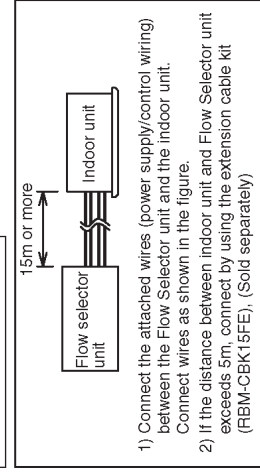 15m or more
Flow selector
unit
Indoor unit
1) Connect the attached wires (power supply/control wiring)
between the Flow Selector unit and the indoor unit.
Connect wires as shown in the figure.
2) If the distance between indoor unit and Flow Selector unit
exceeds 5m, connect by using the extension cable kit
(RBM-CBK15FE), (Sold separately)